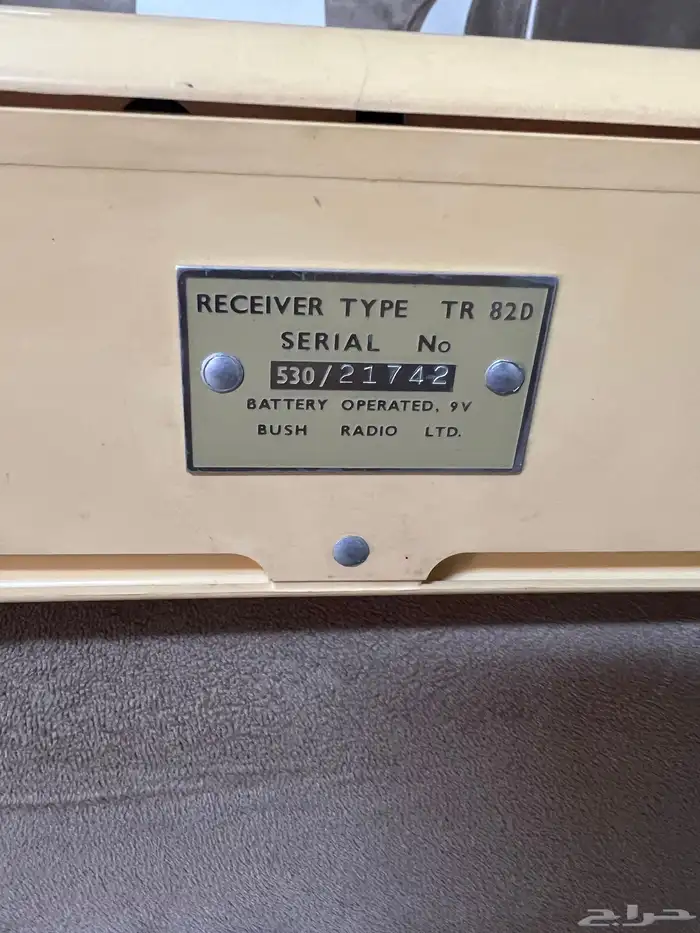 RECEIVER TYPE TR 82D
SERIAL No
530/21742
BATTERY OPERATED, 9V
BUSH RADIO LTD.
حراج